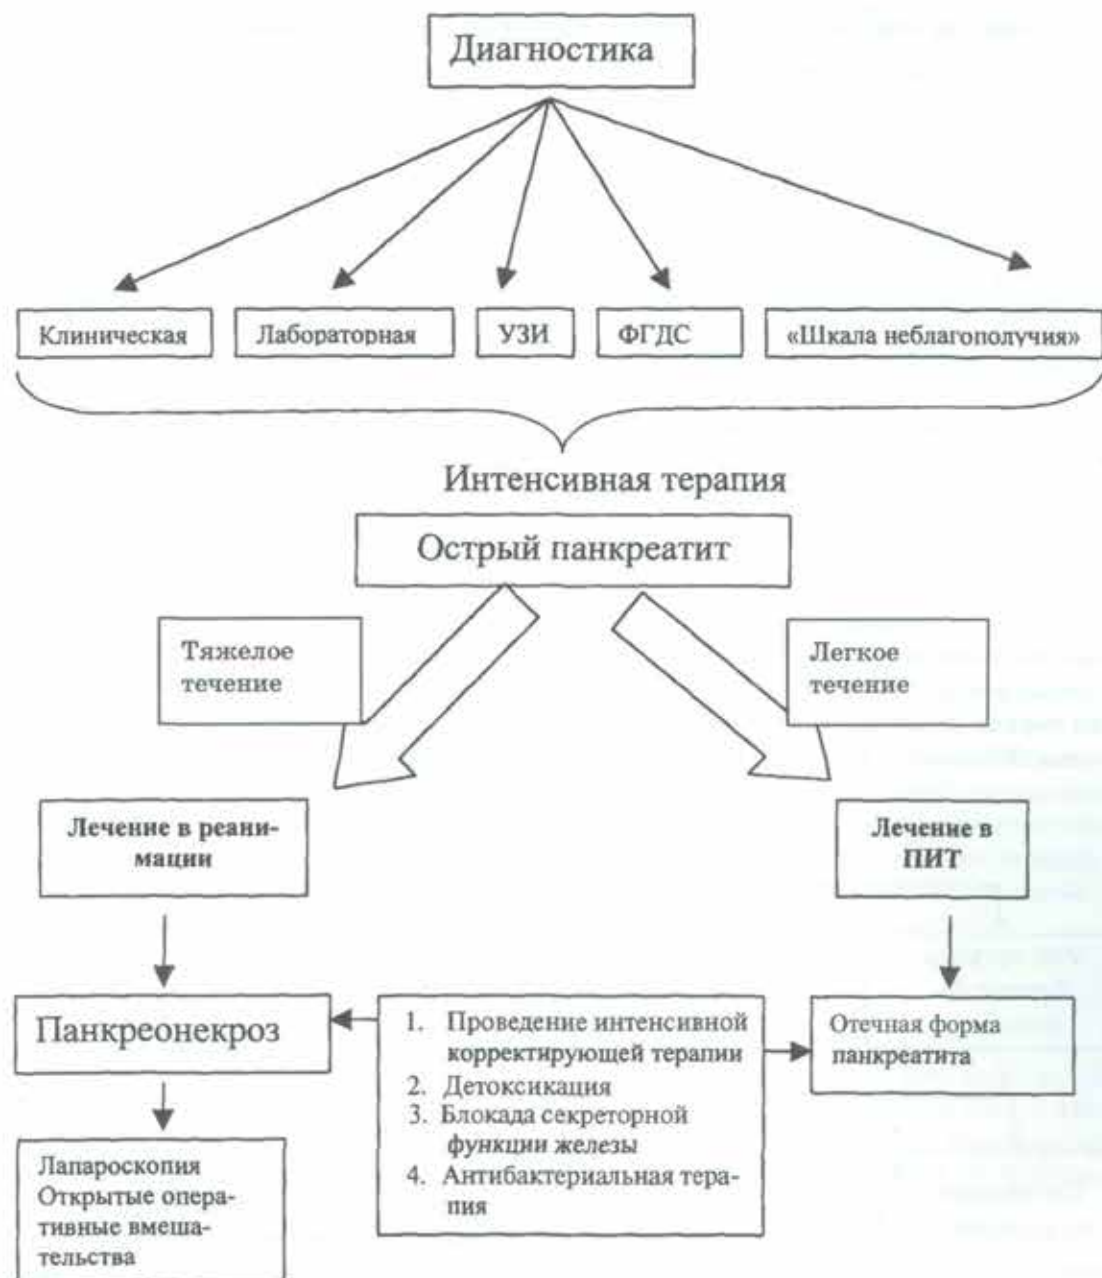 Диагностика
Клиническая
Лабораторная
УЗИ
ФГДС
«Шкала неблагополучия»
Интенсивная терапия
Острый панкреатит
Тяжелое
течение
Легкое
течение
Лечение в реани-
мации
Лечение в
ПИТ
Панкреонекроз
1. Проведение интенсивной
корректирующей терапии
2. Детоксикация
3. Блокада секреторной
функции железы
4. Антибактериальная тера-
пия
Отечная форма
панкреатита
Лапароскопия
Открытые опера-
тивные вмеша-
тельства